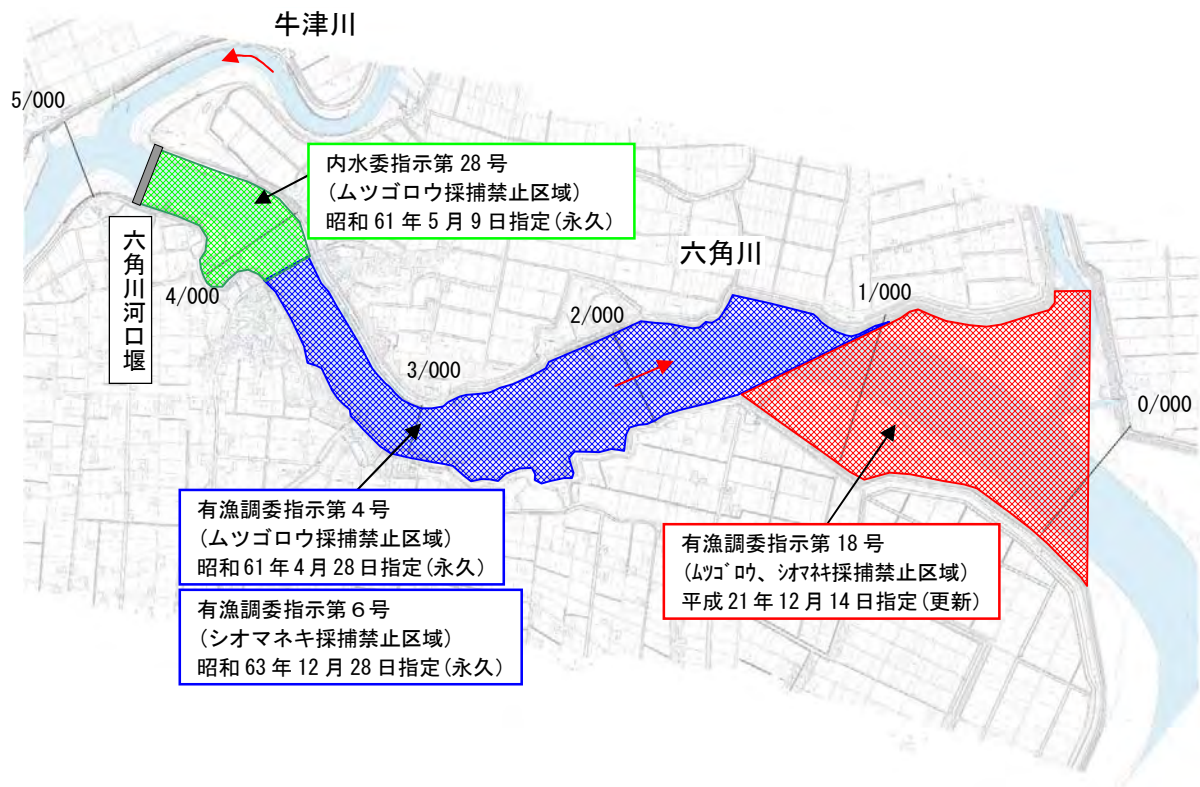 牛津川
5/000
内水委指示第 28 号
(ムツゴロウ採捕禁止区域)
昭和 61 年 5 月 9 日指定(永久)
六角川河口堰
4/000
六角川
1/000
2/000
3/000
0/000
有漁調委指示第４号
(ムツゴロウ採捕禁止区域)
昭和 61 年 4 月 28 日指定(永久)
有漁調委指示第６号
(シオマネキ採捕禁止区域)
昭和 63 年 12 月 28 日指定(永久)
有漁調委指示第 18 号
(ﾑﾂｺﾞﾛｳ、ｼｵﾏﾈｷ採捕禁止区域)
平成 21 年 12 月 14 日指定(更新)